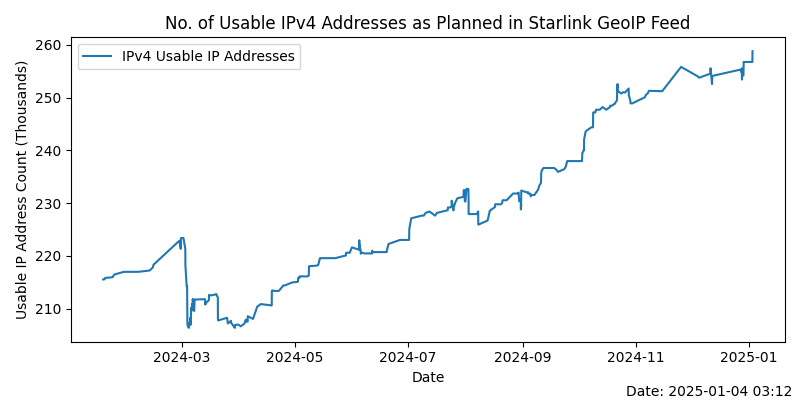 No. of Usable IPv4 Addresses as Planned in Starlink GeoIP Feed
IPv4 Usable IP Addresses
Usable IP Address Count (Thousands)
260
250
240
230
220
210
2024-03 2024-05 2024-07 2024-09 2024-11 2025-01
Date
Date: 2025-01-04 03:12